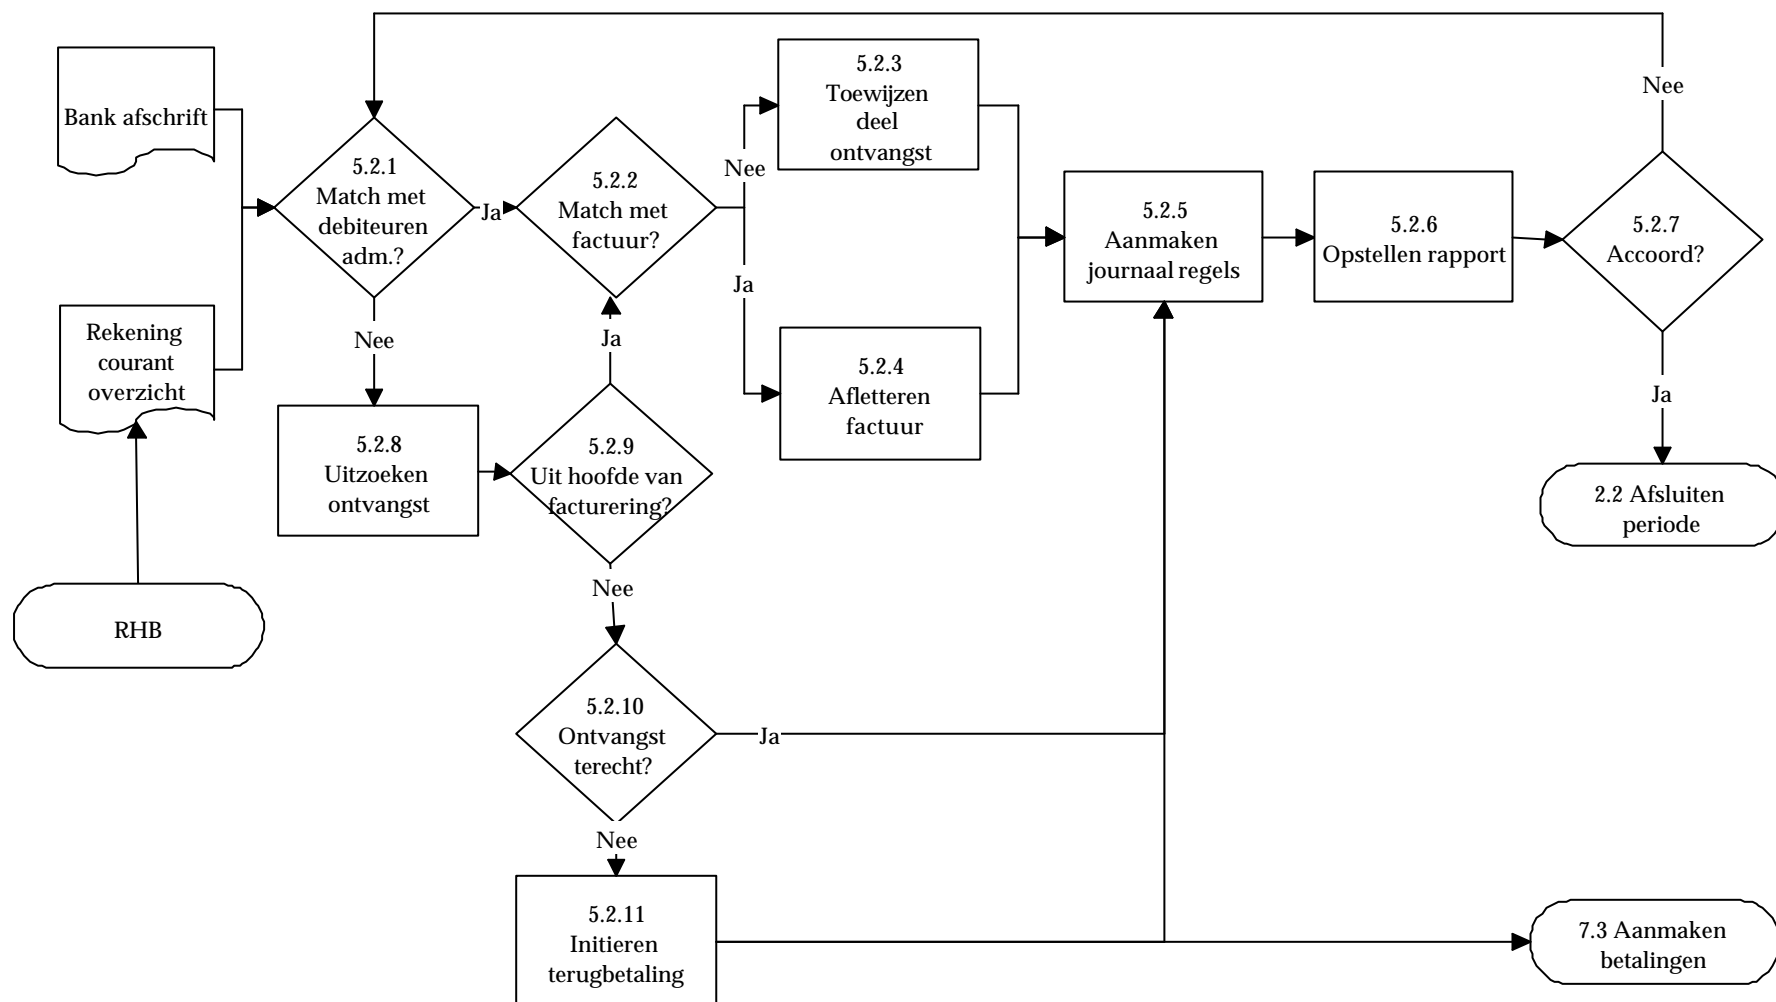 Bank afschrift
Rekening
courant
overzicht
RHB
5.2.1
Match met
debiteuren
adm.?
Ja
Nee
5.2.2
Match met
factuur?
Nee
Ja
5.2.3
Toewijzen
deel
ontvangst
5.2.4
Afletteren
factuur
5.2.5
Aanmaken
journaal regels
5.2.6
Opstellen rapport
5.2.7
Accoord?
Nee
Ja
2.2 Afsluiten
periode
5.2.8
Uitzoeken
ontvangst
5.2.9
Uit hoofde van
facturering?
Ja
Nee
5.2.10
Ontvangst
terecht?
Ja
Nee
5.2.11
Initieren
terugbetaling
7.3 Aanmaken
betalingen